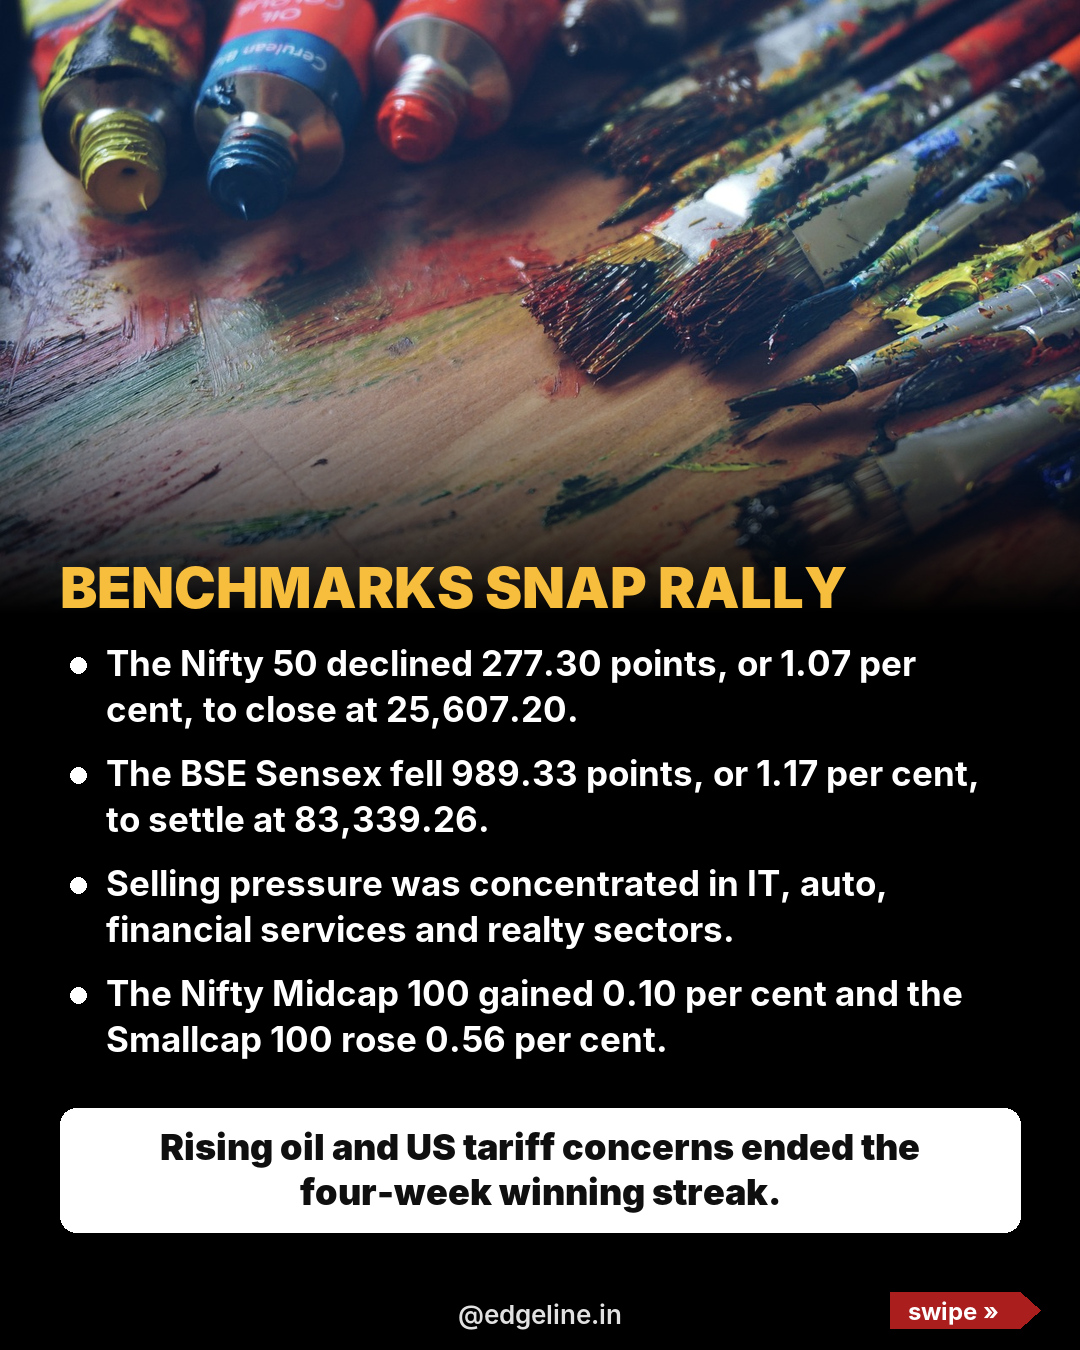 OIL
COLOUR
Cerulean Blue
BENCHMARKS SNAP RALLY
The Nifty 50 declined 277.30 points, or 1.07 per
cent, to close at 25,607.20.
The BSE Sensex fell 989.33 points, or 1.17 per cent,
to settle at 83,339.26.
Selling pressure was concentrated in IT, auto,
financial services and realty sectors.
The Nifty Midcap 100 gained 0.10 per cent and the
Smallcap 100 rose 0.56 per cent.
Rising oil and US tariff concerns ended the
four-week winning streak.
@edgeline.in
swipe »